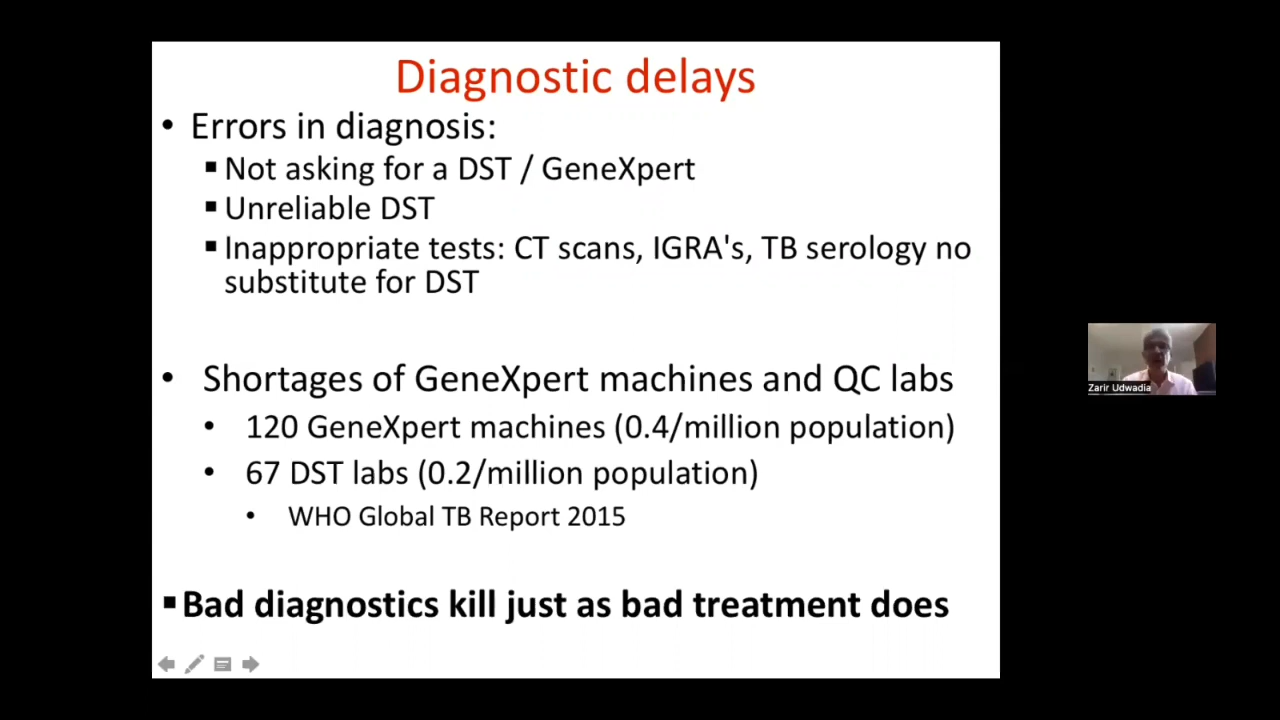 Diagnostic delays
• Errors in diagnosis:
▪ Not asking for a DST / GeneXpert
▪ Unreliable DST
▪ Inappropriate tests: CT scans, IGRA's, TB serology no
substitute for DST
• Shortages of GeneXpert machines and QC labs
• 120 GeneXpert machines (0.4/million population)
• 67 DST labs (0.2/million population)
• WHO Global TB Report 2015
▪ Bad diagnostics kill just as bad treatment does
Zarir Udwadia